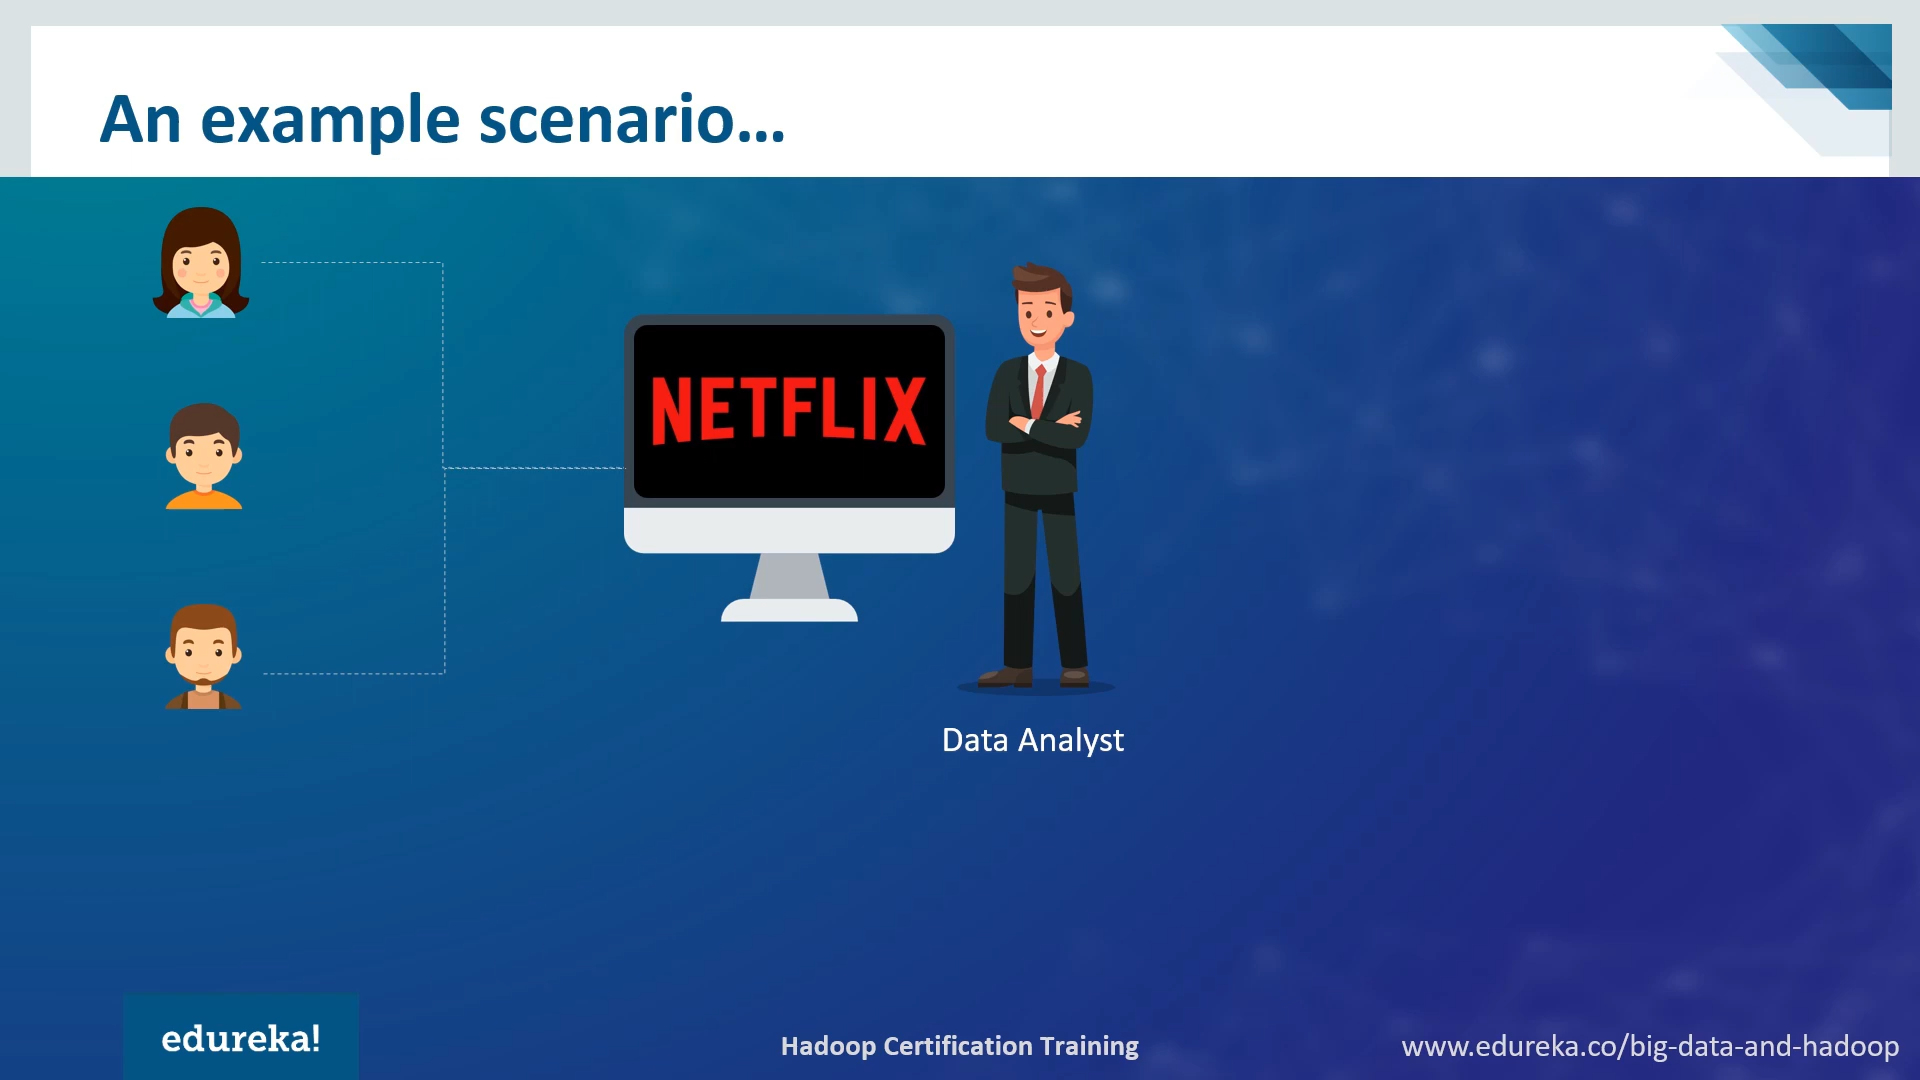 An example scenario...
NETFLIX
Data Analyst
edureka!
Hadoop Certification Training
www.edureka.co/big-data-and-hadoop